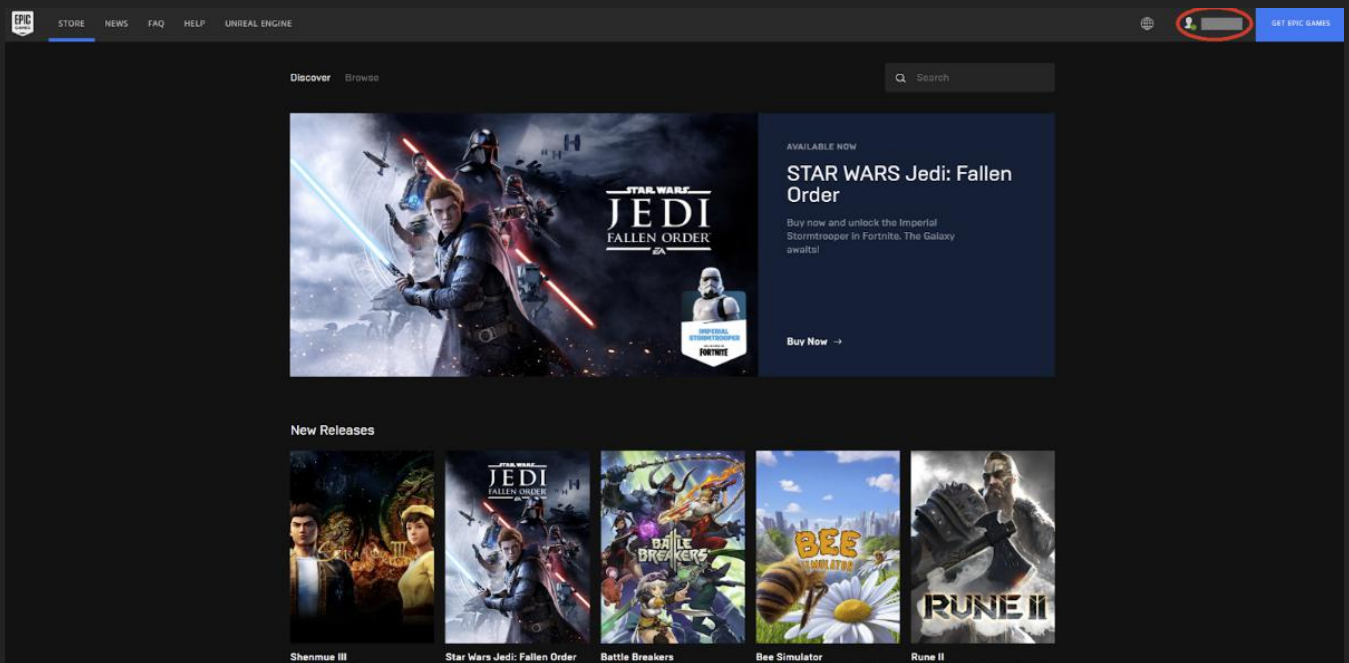 EPIC
GAMES
STORE NEWS FAQ HELP UNREAL ENGINE
GET EPIC GAMES
Discover Browse
Search
STAR WARS
JEDI
FALLEN ORDER
EA
IMPERIAL
STORMTROOPER
FORTNITE
AVAILABLE NOW
STAR WARS Jedi: Fallen
Order
Buy now and unlock the Imperial
Stormtrooper in Fortnite. The Galaxy
awaits!
Buy Now →
New Releases
III
STAR WARS
JEDI
FALLEN ORDER
BATTLE
BREAKERS
BEE
SIMULATOR
RUNE II
Shenmue III Star Wars Jedi: Fallen Order Battle Breakers Bee Simulator Rune II